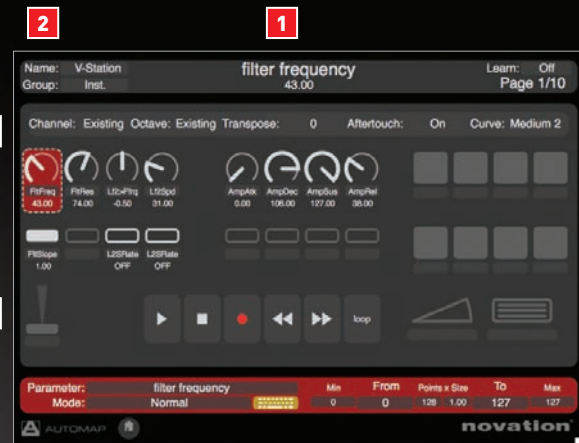 2 1
Name: V-Station filter frequency Learn: Off
Group: Inst. 43.00 Page 1/10
Channel: Existing Octave: Existing Transpose: 0 Aftertouch: On Curve: Medium 2
FltFreq FltRes Lf2>Ffrq Lf2Spd AmpAtk AmpDec AmpSus AmpRel
43.00 74.00 -0.50 31.00 0.00 106.00 127.00 38.00
FltSlope L2SRate L2SRate
1.00 OFF OFF
loop
Parameter: filter frequency Min From Points x Size To Max
Mode: Normal 0 0 128 1.00 127 127
A AUTOMAP novation